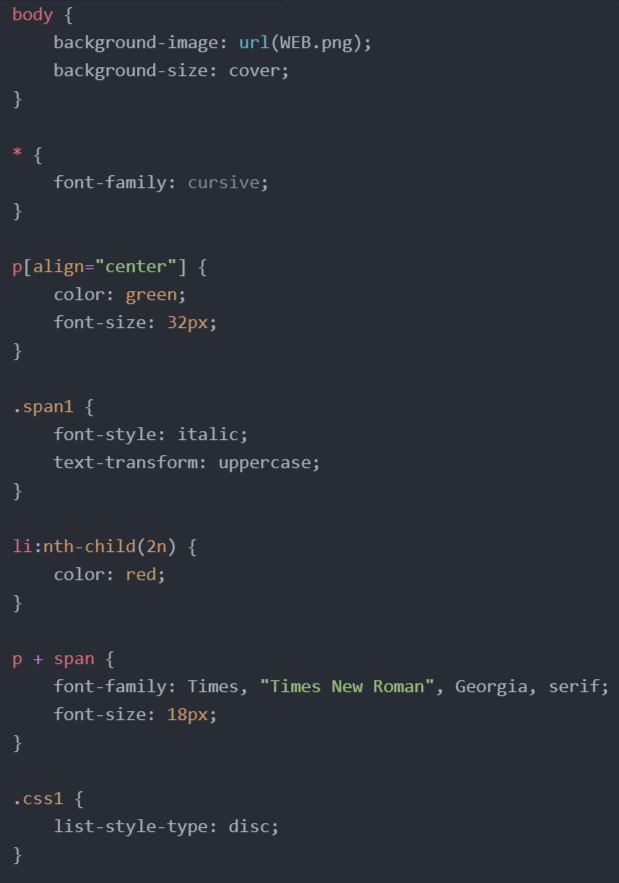 body {
    background-image: url(WEB.png);
    background-size: cover;
}

* {
    font-family: cursive;
}

p[align="center"] {
    color: green;
    font-size: 32px;
}

.span1 {
    font-style: italic;
    text-transform: uppercase;
}

li:nth-child(2n) {
    color: red;
}

p + span {
    font-family: Times, "Times New Roman", Georgia, serif;
    font-size: 18px;
}

.css1 {
    list-style-type: disc;
}